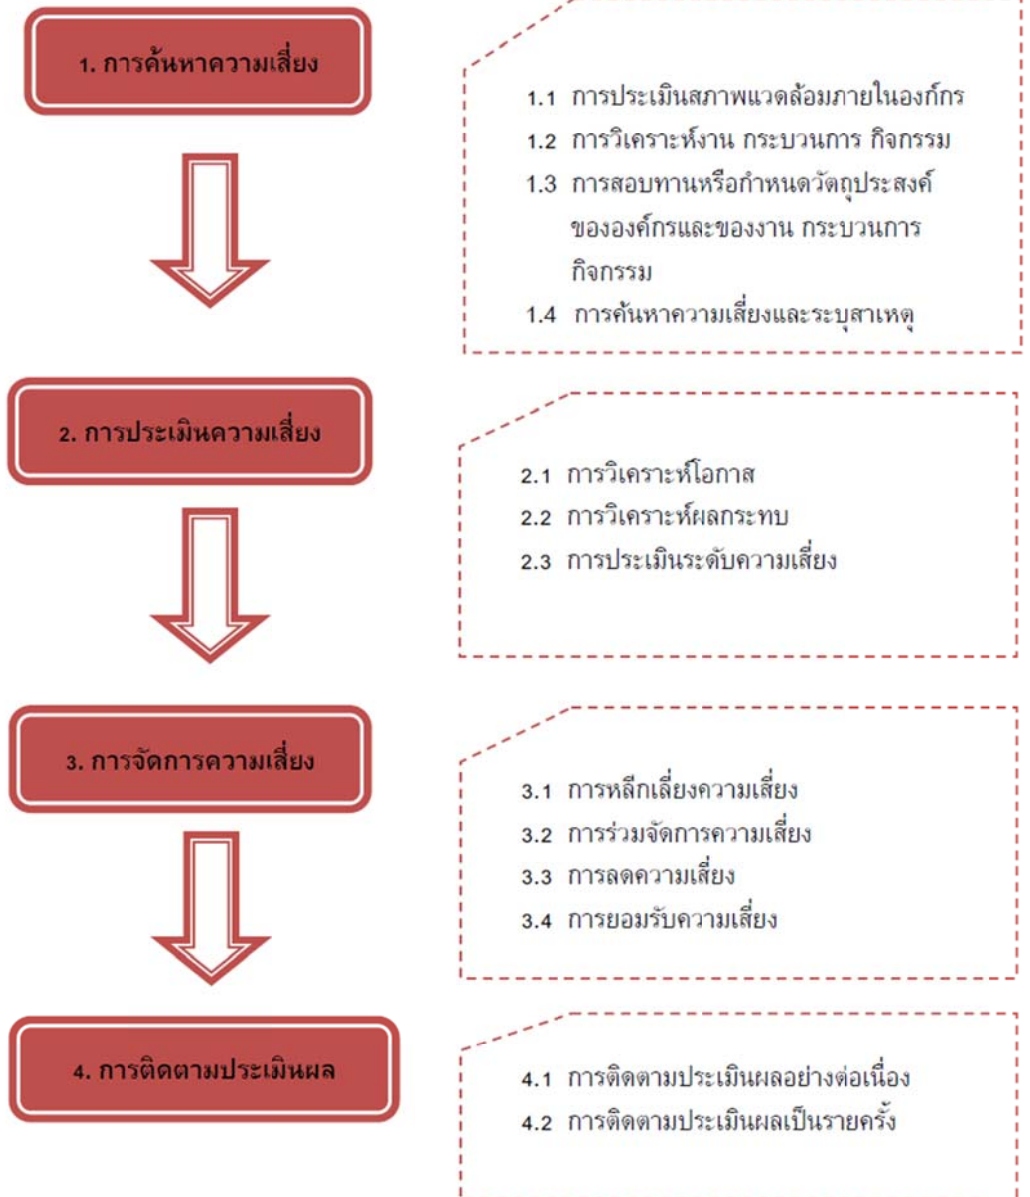 1. การค้นหาความเสี่ยง
1.1 การประเมินสภาพแวดล้อมภายในองก์กร
1.2 การวิเคราะห์งาน กระบวนการ กิจกรรม
1.3 การสอบทานหรือกำหนดวัตถุประสงค์
ขององค์กรและของงาน กระบวนการ
กิจกรรม
1.4 การค้นหาความเสี่ยงและระบุสาเหตุ
2. การประเมินความเสี่ยง
2.1 การวิเคราะห์โอกาส
2.2 การวิเคราะห์ผลกระทบ
2.3 การประเมินระดับความเสี่ยง
3. การจัดการความเสี่ยง
3.1 การหลีกเลี่ยงความเสี่ยง
3.2 การร่วมจัดการความเสี่ยง
3.3 การลดความเสี่ยง
3.4 การยอมรับความเสี่ยง
4. การติดตามประเมินผล
4.1 การติดตามประเมินผลอย่างต่อเนื่อง
4.2 การติดตามประเมินผลเป็นรายครั้ง